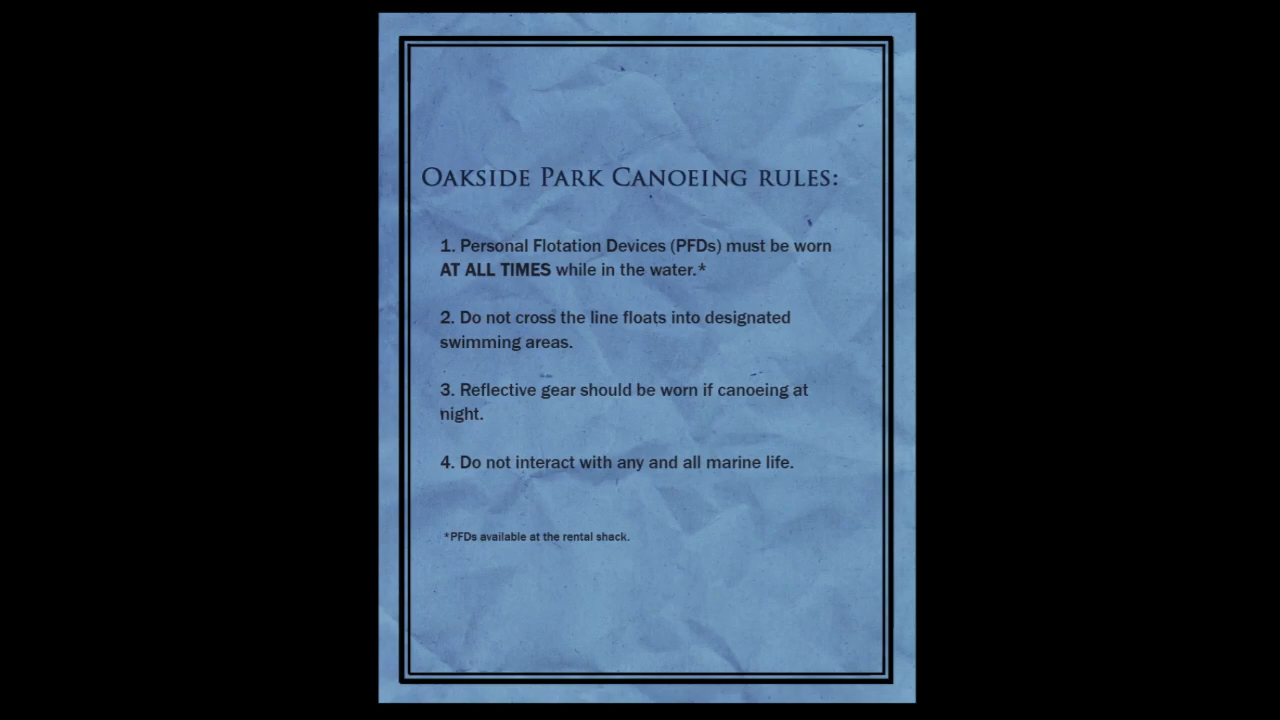 Oakside Park Canoeing rules:
1. Personal Flotation Devices (PFDs) must be worn
AT ALL TIMES while in the water.*
2. Do not cross the line floats into designated
swimming areas.
3. Reflective gear should be worn if canoeing at
night.
4. Do not interact with any and all marine life.
*PFDs available at the rental shack.